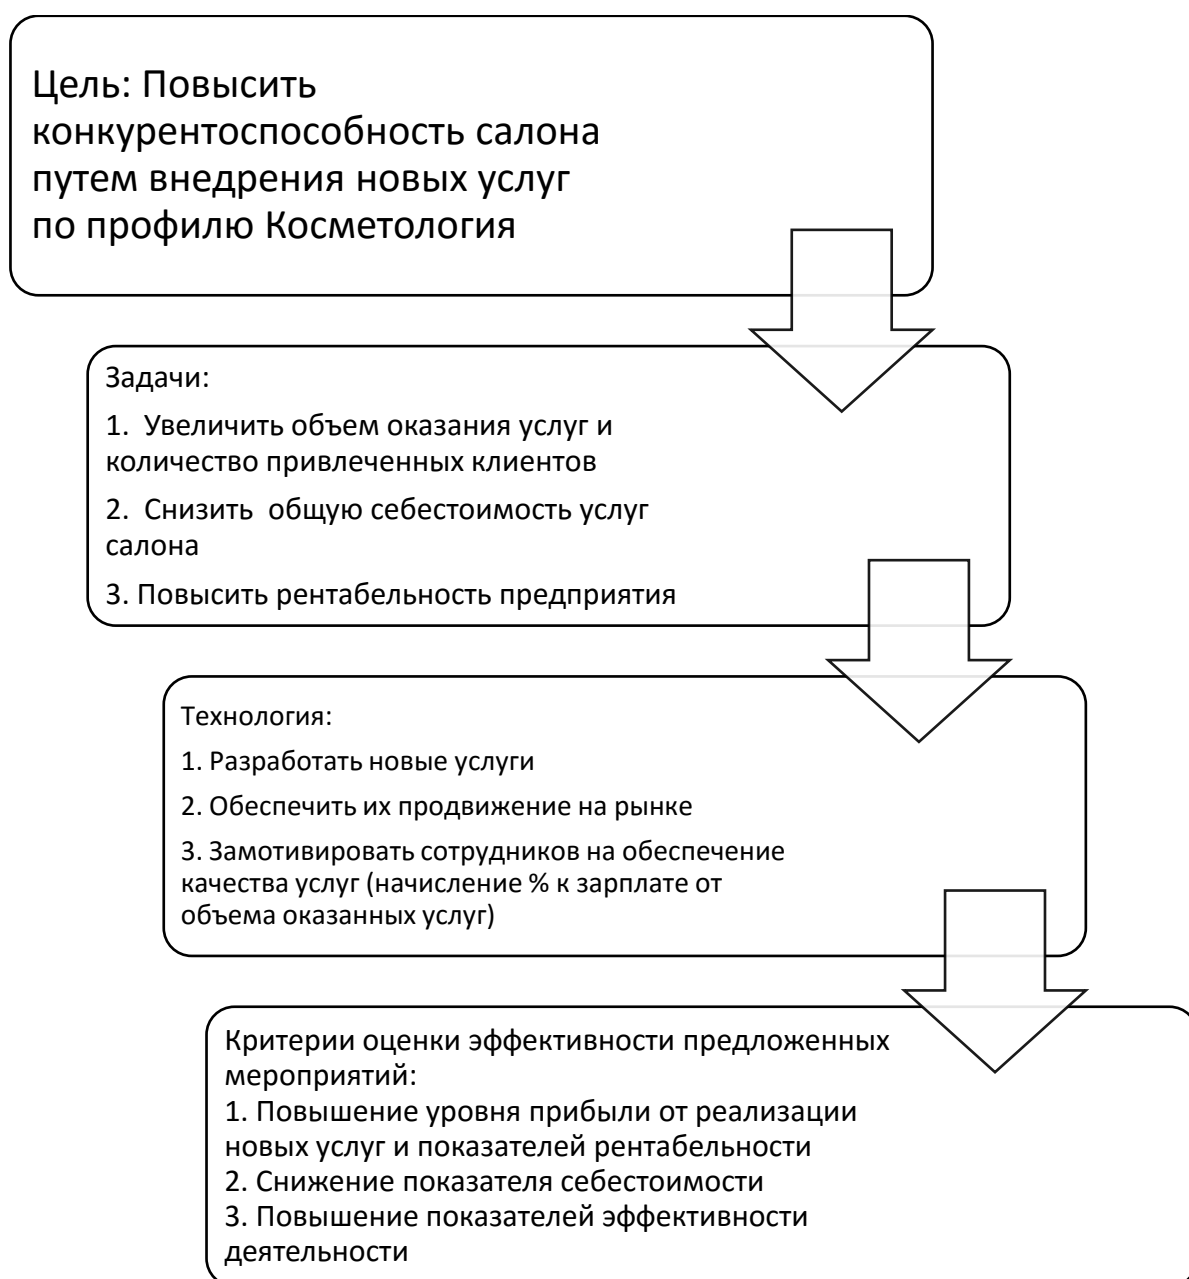 Цель: Повысить
конкурентоспособность салона
путем внедрения новых услуг
по профилю Косметология
Задачи:
1.  Увеличить объем оказания услуг и
количество привлеченных клиентов
2.  Снизить  общую себестоимость услуг
салона
3. Повысить рентабельность предприятия
Технология:
1. Разработать новые услуги
2. Обеспечить их продвижение на рынке
3. Замотивировать сотрудников на обеспечение
качества услуг (начисление % к зарплате от
объема оказанных услуг)
Критерии оценки эффективности предложенных
мероприятий:
1. Повышение уровня прибыли от реализации
новых услуг и показателей рентабельности
2. Снижение показателя себестоимости
3. Повышение показателей эффективности
деятельности